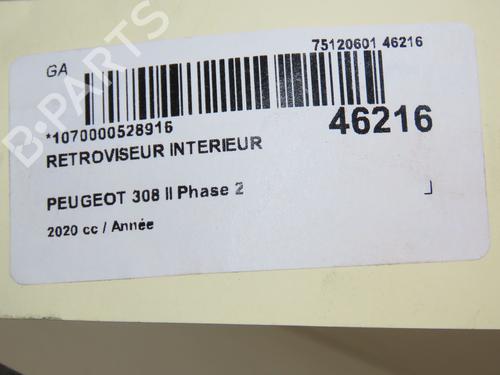 GA
75120601 46216
*1070000528916
46216
RETROVISEUR INTERIEUR
PEUGEOT 308 II Phase 2
2020 cc / Année
B-PARTS